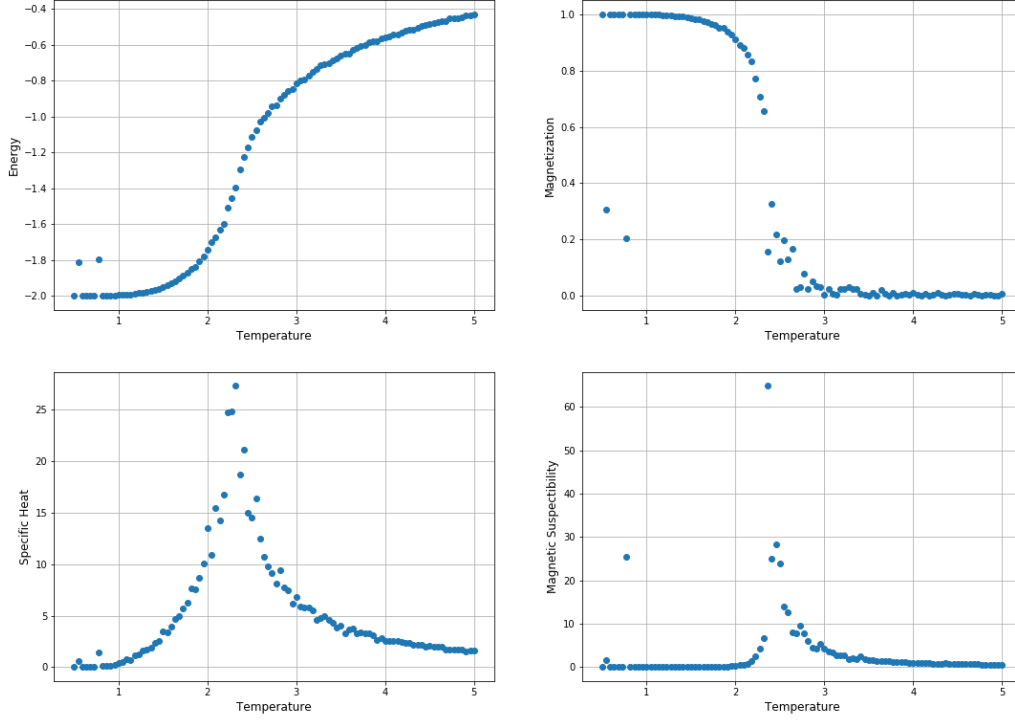 −0.4
−0.6
−0.8
−1.0
−1.2
−1.4
−1.6
−1.8
−2.0
Energy
1 2 3 4 5
Temperature
1.0
0.8
0.6
0.4
0.2
0.0
Magnetization
1 2 3 4 5
Temperature
25
20
15
10
5
0
Specific Heat
1 2 3 4 5
Temperature
60
50
40
30
20
10
0
Magnetic Suspectibility
1 2 3 4 5
Temperature